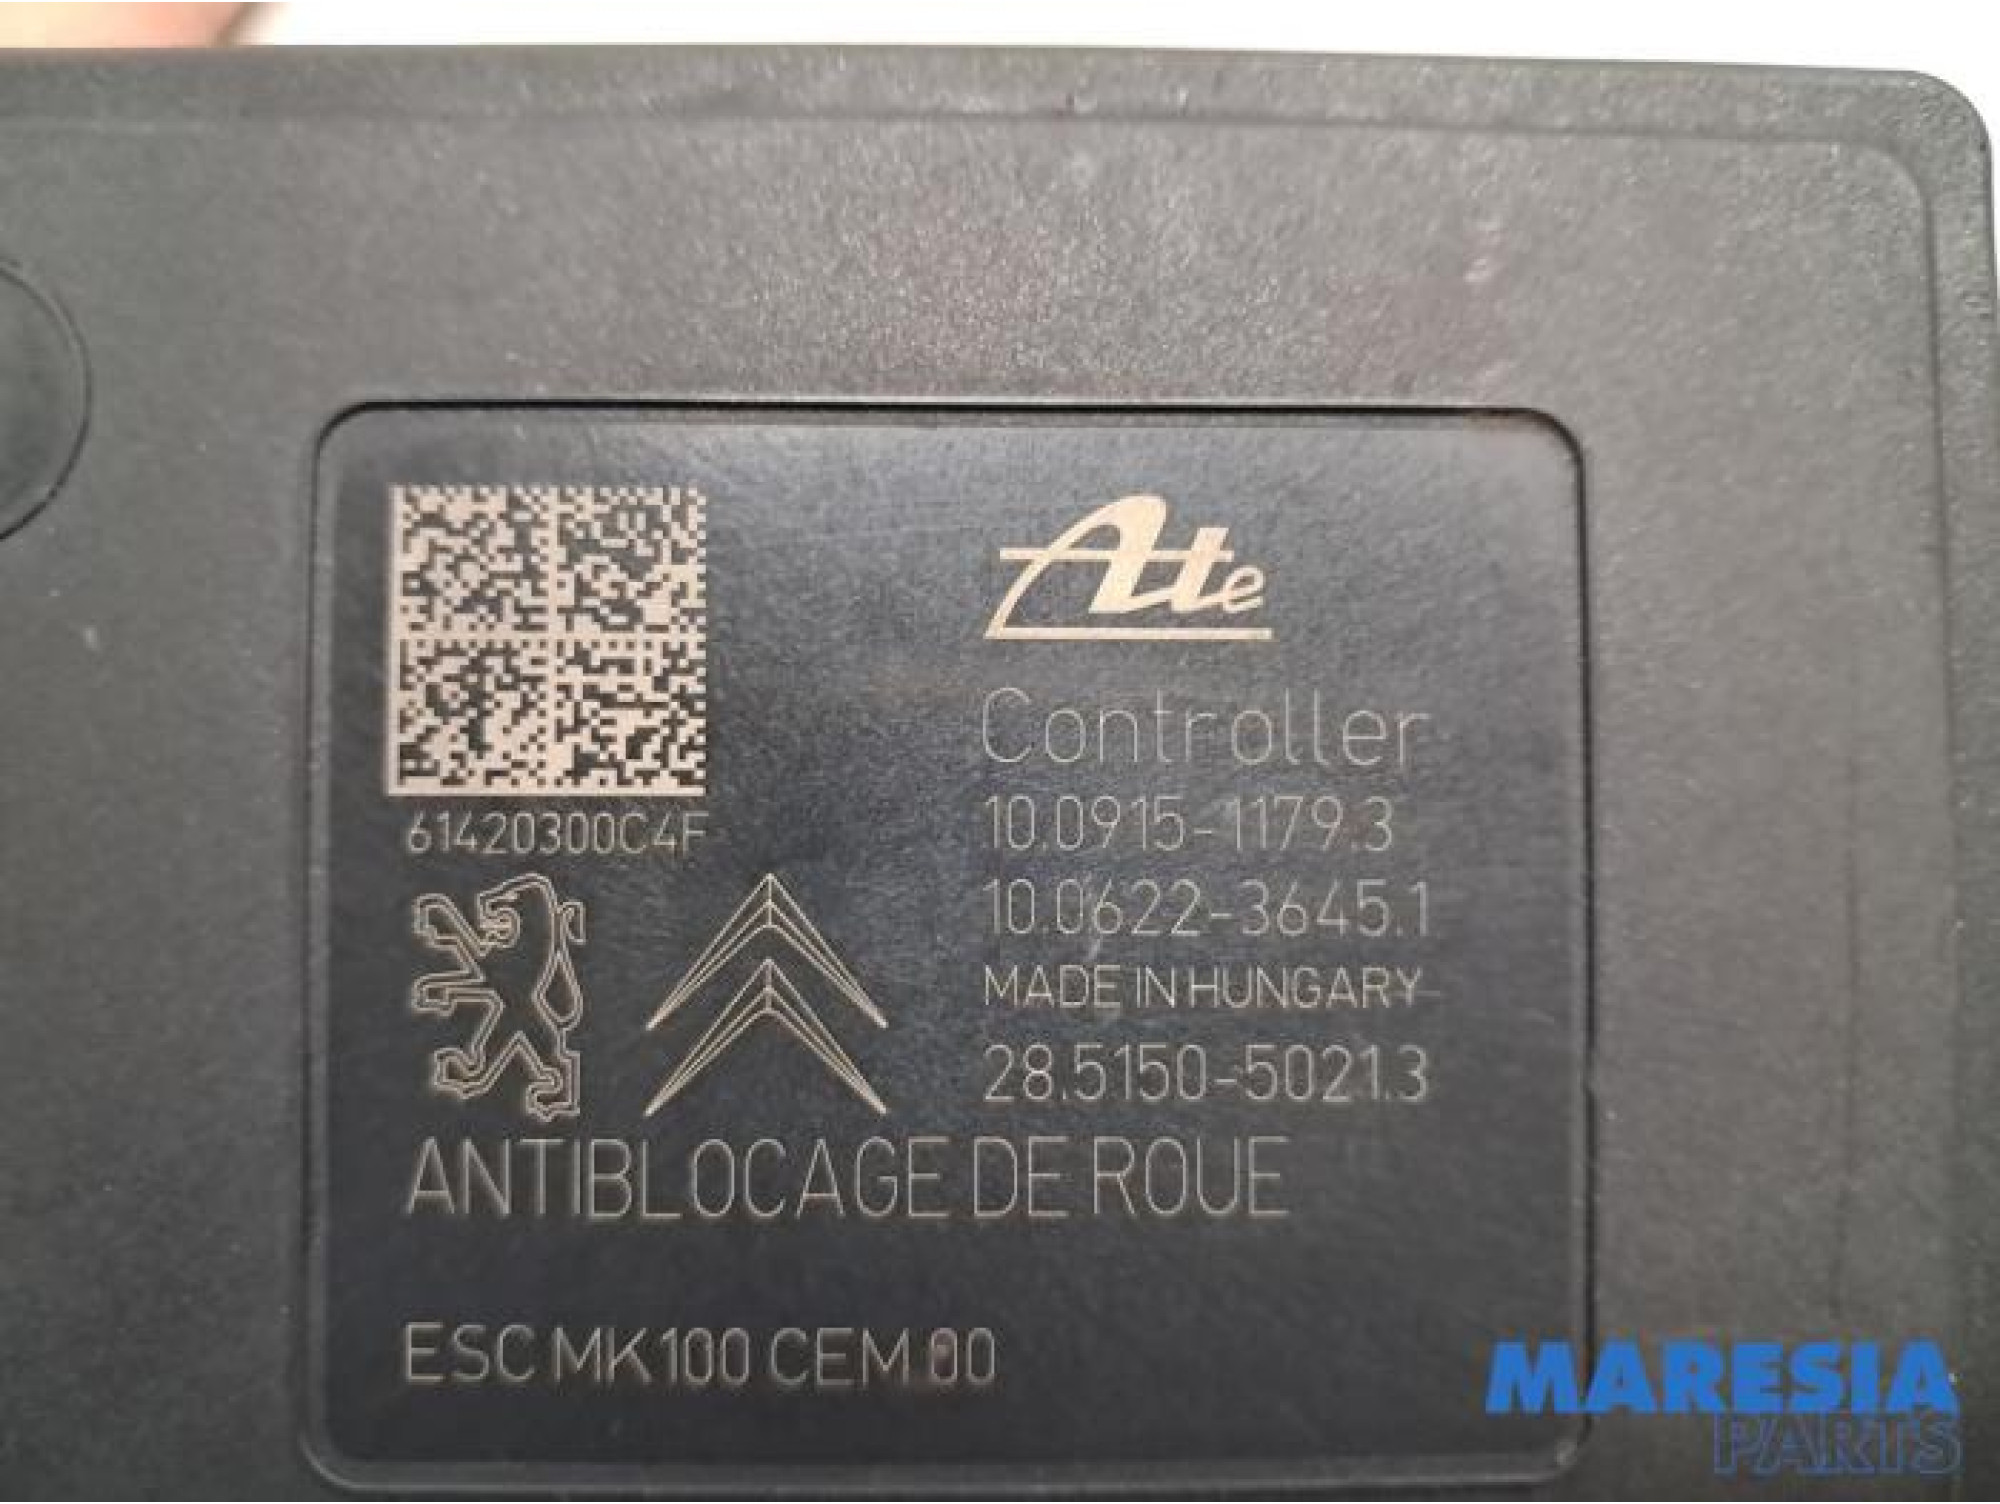 Ate
Controller
10.0915-1179.3
10.0622-3645.1
MADE IN HUNGARY
28.5150-5021.3
61420300C4F
ANTIBLOCAGE DE ROUE
ESC MK100 CEM 00
MARESIA
PARTS